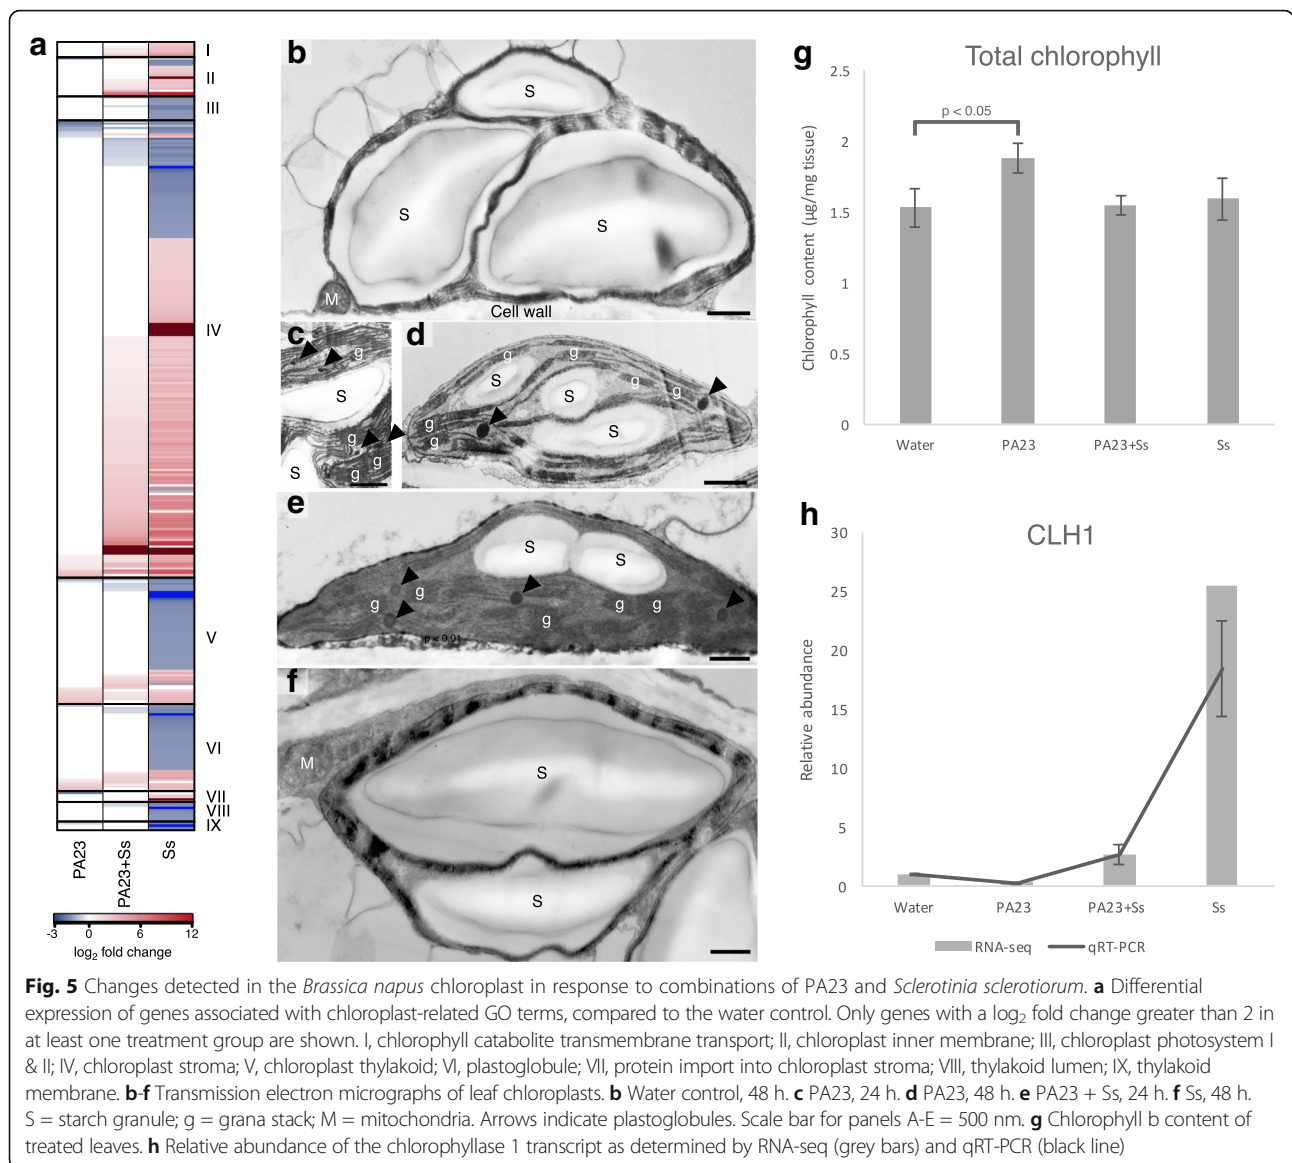 a
I
II
III
IV
V
VI
VII
VIII
IX
PA23
PA23+Ss
Ss
-3 0 6 12
log2 fold change
b
S
S
S
M
Cell wall
c
g
S
g
g
S
g
d
g
g
S
S
g
g
g
g
S
e
S
S
g
g
g
g
g
p < 0.01
f
M
S
S
g
Total chlorophyll
2.5
p < 0.05
2
1.5
1
0.5
0
Chlorophyll content (µg/mg tissue)
Water PA23 PA23+Ss Ss
h
CLH1
30
25
20
15
10
5
0
Relative abundance
Water PA23 PA23+Ss Ss
RNA-seq qRT-PCR
Fig. 5 Changes detected in the Brassica napus chloroplast in response to combinations of PA23 and Sclerotinia sclerotiorum. a Differential
expression of genes associated with chloroplast-related GO terms, compared to the water control. Only genes with a log2 fold change greater than 2 in
at least one treatment group are shown. I, chlorophyll catabolite transmembrane transport; II, chloroplast inner membrane; III, chloroplast photosystem I
& II; IV, chloroplast stroma; V, chloroplast thylakoid; VI, plastoglobule; VII, protein import into chloroplast stroma; VIII, thylakoid lumen; IX, thylakoid
membrane. b-f Transmission electron micrographs of leaf chloroplasts. b Water control, 48 h. c PA23, 24 h. d PA23, 48 h. e PA23 + Ss, 24 h. f Ss, 48 h.
S = starch granule; g = grana stack; M = mitochondria. Arrows indicate plastoglobules. Scale bar for panels A-E = 500 nm. g Chlorophyll b content of
treated leaves. h Relative abundance of the chlorophyllase 1 transcript as determined by RNA-seq (grey bars) and qRT-PCR (black line)